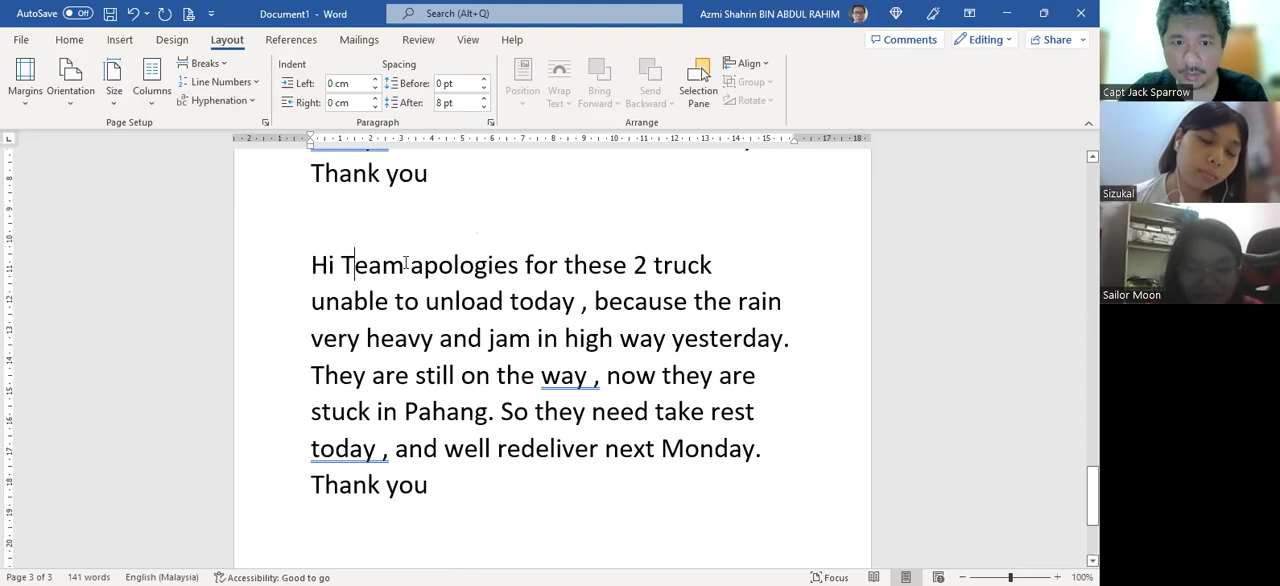 AutoSave Off Document1 - Word Search (Alt+Q) Azmi Shahrin BIN ABDUL RAHIM
File Home Insert Design Layout References Mailings Review View Help Comments Editing Share
Margins Orientation Size Columns
Breaks
Line Numbers
Hyphenation
Page Setup
Indent Spacing
Left: 0 cm Before: 0 pt
Right: 0 cm After: 8 pt
Paragraph
Position Wrap Text Bring Forward Send Backward Selection Pane
Align
Group
Rotate
Arrange
Thank you
Hi Team apologies for these 2 truck
unable to unload today , because the rain
very heavy and jam in high way yesterday.
They are still on the way , now they are
stuck in Pahang. So they need take rest
today , and well redeliver next Monday.
Thank you
Page 3 of 3 141 words English (Malaysia) Accessibility: Good to go Focus 100%
Capt Jack Sparrow
Sizukal
Sailor Moon